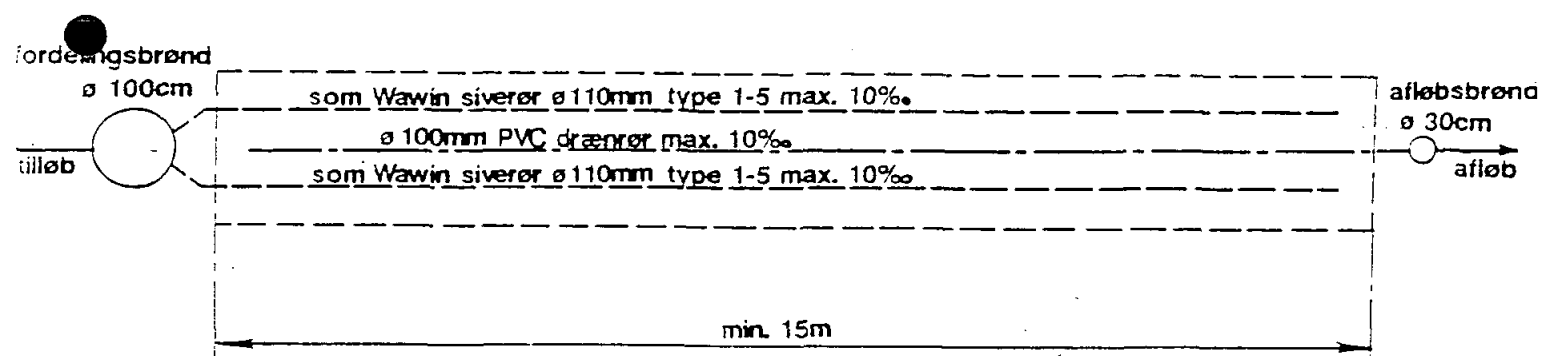 fordelingsbrønd
ø 100cm
som Wawin siverør ø110mm type 1-5 max. 10‰
afløbsbrønd
ø 30cm
ø 100mm PVC drænrør max. 10‰
tilløb
som Wawin siverør ø110mm type 1-5 max. 10‰
afløb
min. 15m